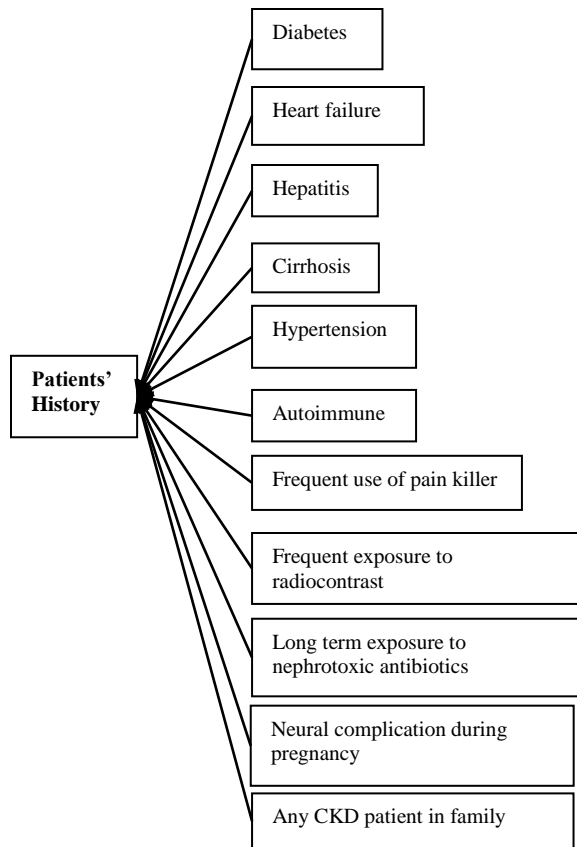 Diabetes
Heart failure
Hepatitis
Cirrhosis
Hypertension
Patients’
History
Autoimmune
Frequent use of pain killer
Frequent exposure to
radiocontrast
Long term exposure to
nephrotoxic antibiotics
Neural complication during
pregnancy
Any CKD patient in family